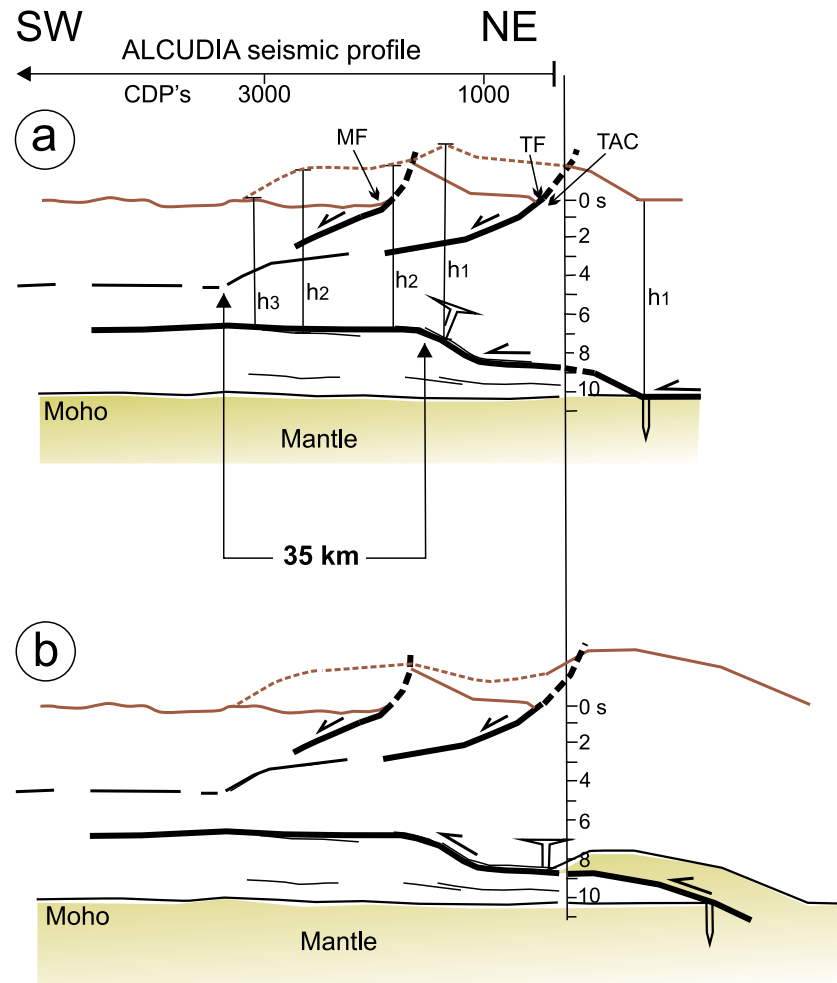 SW NE
ALCUDIA seismic profile
CDP's 3000 1000
a
MF TF TAC
0 s
2
4
h3 h2 h2 h1 h1
6
8
10
Moho
Mantle
35 km
b
0 s
2
4
6
8
10
Moho
Mantle